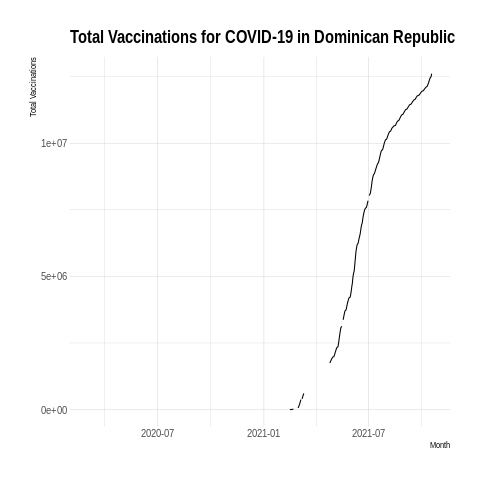 Total Vaccinations for COVID-19 in Dominican Republic
Total Vaccinations
1e+07
5e+06
0e+00
2020-07 2021-01 2021-07
Month